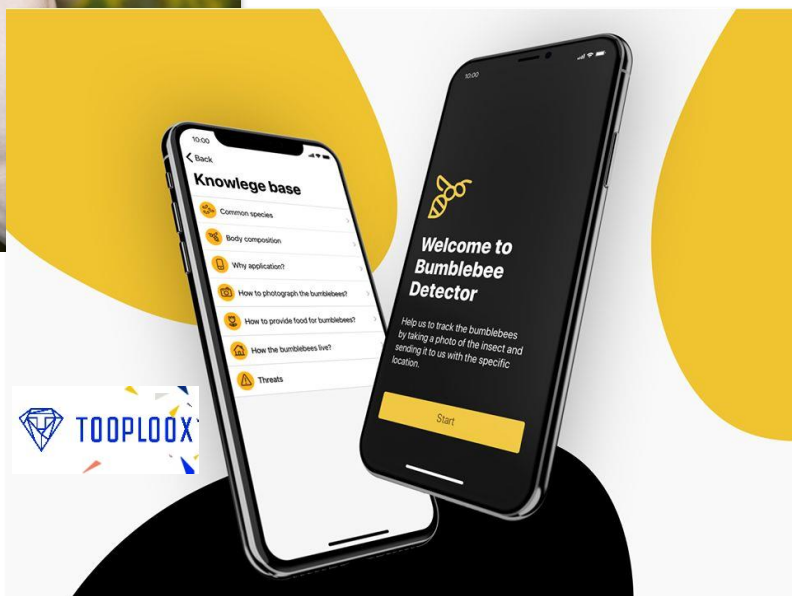 10:00
Back
Knowlege base
Common species
Body composition
Why application?
How to photograph the bumblebees?
How to provide food for bumblebees?
How the bumblebees live?
Threats
10:00
Welcome to
Bumblebee
Detector
Help us to track the bumblebees
by taking a photo of the insect and
sending it to us with the specific
location.
Start
TOOPLOOX